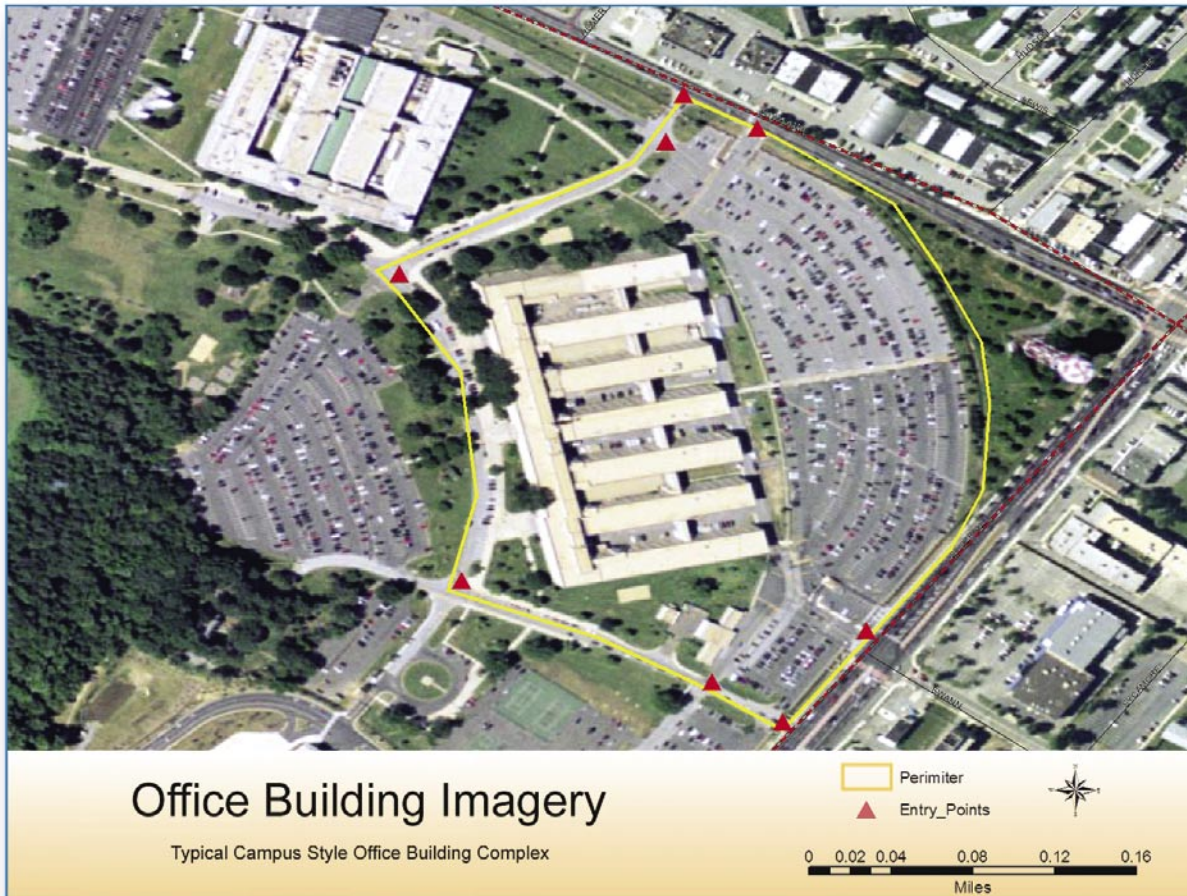 SWANN
Office Building Imagery
Typical Campus Style Office Building Complex
Perimiter
Entry_Points
0 0.02 0.04 0.08 0.12 0.16
Miles